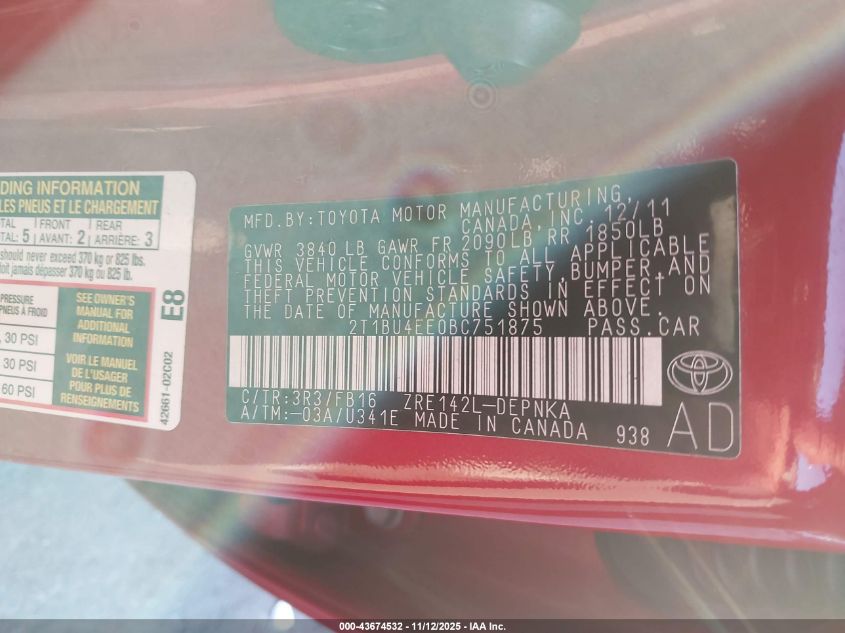 DING INFORMATION
LES PNEUS ET LE CHARGEMENT
TAL FRONT REAR
TAL: 5 AVANT: 2 ARRIÈRE: 3
should never exceed 370 kg or 825 lbs.
doit jamais dépasser 370 kg ou 825 lb.
PRESSURE
PNEUS À FROID
, 30 PSI
30 PSI
60 PSI
SEE OWNER'S
MANUAL FOR
ADDITIONAL
INFORMATION
VOIR LE MANUEL
DE L'USAGER
POUR PLUS DE
RENSEIGNEMENTS
E8
42661-02C02
MFD.BY:TOYOTA MOTOR MANUFACTURING,
CANADA,INC. 12/11
GVWR 3840LB GAWR FR 2090LB RR 1850LB
THIS VEHICLE CONFORMS TO ALL APPLICABLE
FEDERAL MOTOR VEHICLE SAFETY,BUMPER,AND
THEFT PREVENTION STANDARDS IN EFFECT ON
THE DATE OF MANUFACTURE SHOWN ABOVE.
2T1BU4EE0BC751875 PASS.CAR
C/TR:3R3/FB16 ZRE142L-DEPNKA
A/TM:-03A/U341E MADE IN CANADA 938
AD
000-43674532 - 11/12/2025 - IAA Inc.